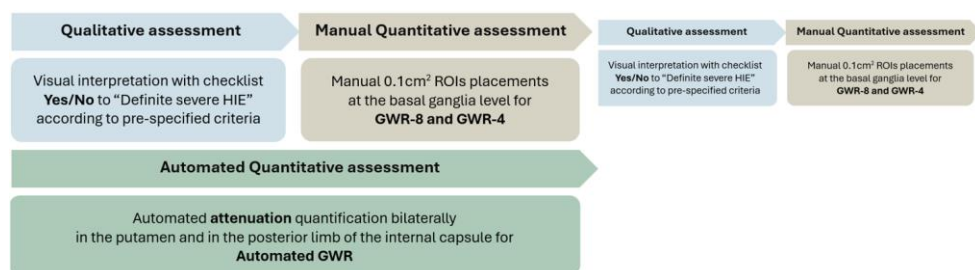 Qualitative assessment
Manual Quantitative assessment
Visual interpretation with checklist
Yes/No to “Definite severe HIE”
according to pre-specified criteria
Manual 0.1cm² ROIs placements
at the basal ganglia level for
GWR-8 and GWR-4
Automated Quantitative assessment
Automated attenuation quantification bilaterally
in the putamen and in the posterior limb of the internal capsule for
Automated GWR
Qualitative assessment
Manual Quantitative assessment
Visual interpretation with checklist
Yes/No to “Definite severe HIE”
according to pre-specified criteria
Manual 0.1cm² ROIs placements
at the basal ganglia level for
GWR-8 and GWR-4